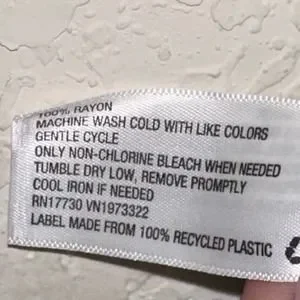 100% RAYON
MACHINE WASH COLD WITH LIKE COLORS
GENTLE CYCLE
ONLY NON-CHLORINE BLEACH WHEN NEEDED
TUMBLE DRY LOW, REMOVE PROMPTLY
COOL IRON IF NEEDED
RN17730 VN1973322
LABEL MADE FROM 100% RECYCLED PLASTIC